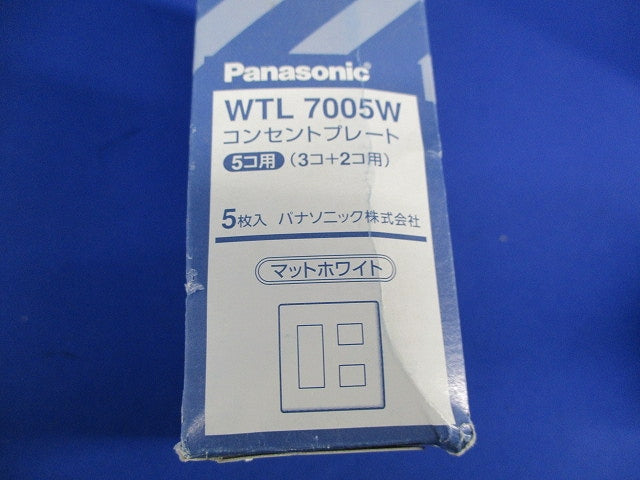 Panasonic
WTL 7005W
コンセントプレート
5コ用 (3コ+2コ用)
5枚入 パナソニック株式会社
マットホワイト